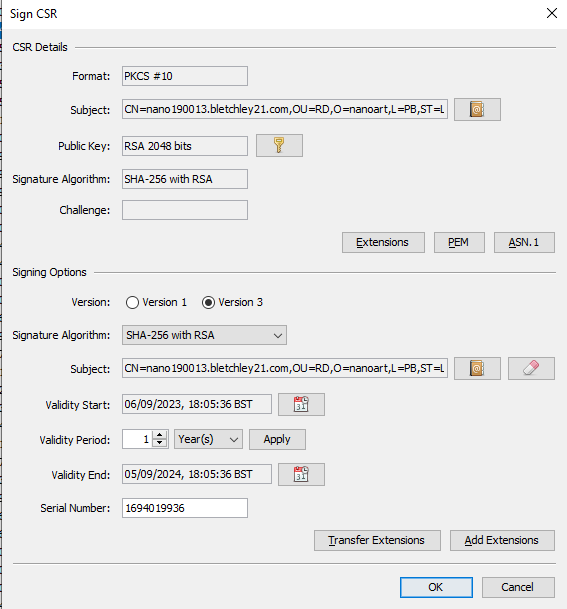 Sign CSR
CSR Details
Format: PKCS #10
Subject: CN=nano190013.bletchley21.com,OU=RD,O=nanoart,L=PB,ST=L
Public Key: RSA 2048 bits
Signature Algorithm: SHA-256 with RSA
Challenge:
Extensions PEM ASN.1
Signing Options
Version: Version 1 Version 3
Signature Algorithm: SHA-256 with RSA
Subject: CN=nano190013.bletchley21.com,OU=RD,O=nanoart,L=PB,ST=L
Validity Start: 06/09/2023, 18:05:36 BST 31
Validity Period: 1 Year(s) Apply
Validity End: 05/09/2024, 18:05:36 BST 31
Serial Number: 1694019936
Transfer Extensions Add Extensions
OK Cancel